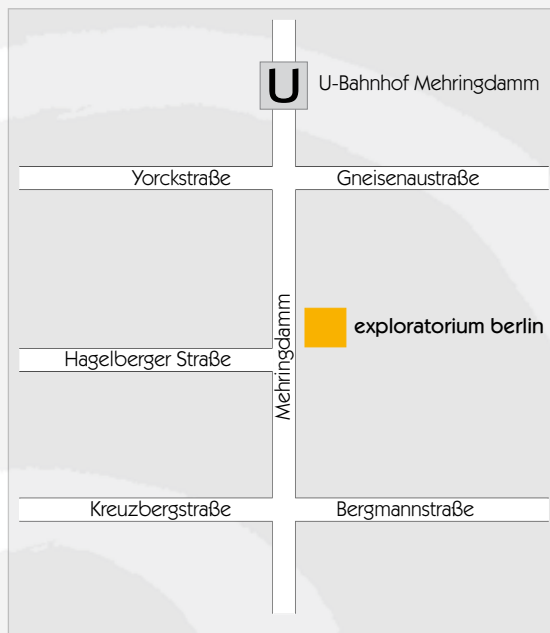 U
U-Bahnhof Mehringdamm
Yorckstraße
Gneisenaustraße
Mehringdamm
exploratorium berlin
Hagelberger Straße
Kreuzbergstraße
Bergmannstraße